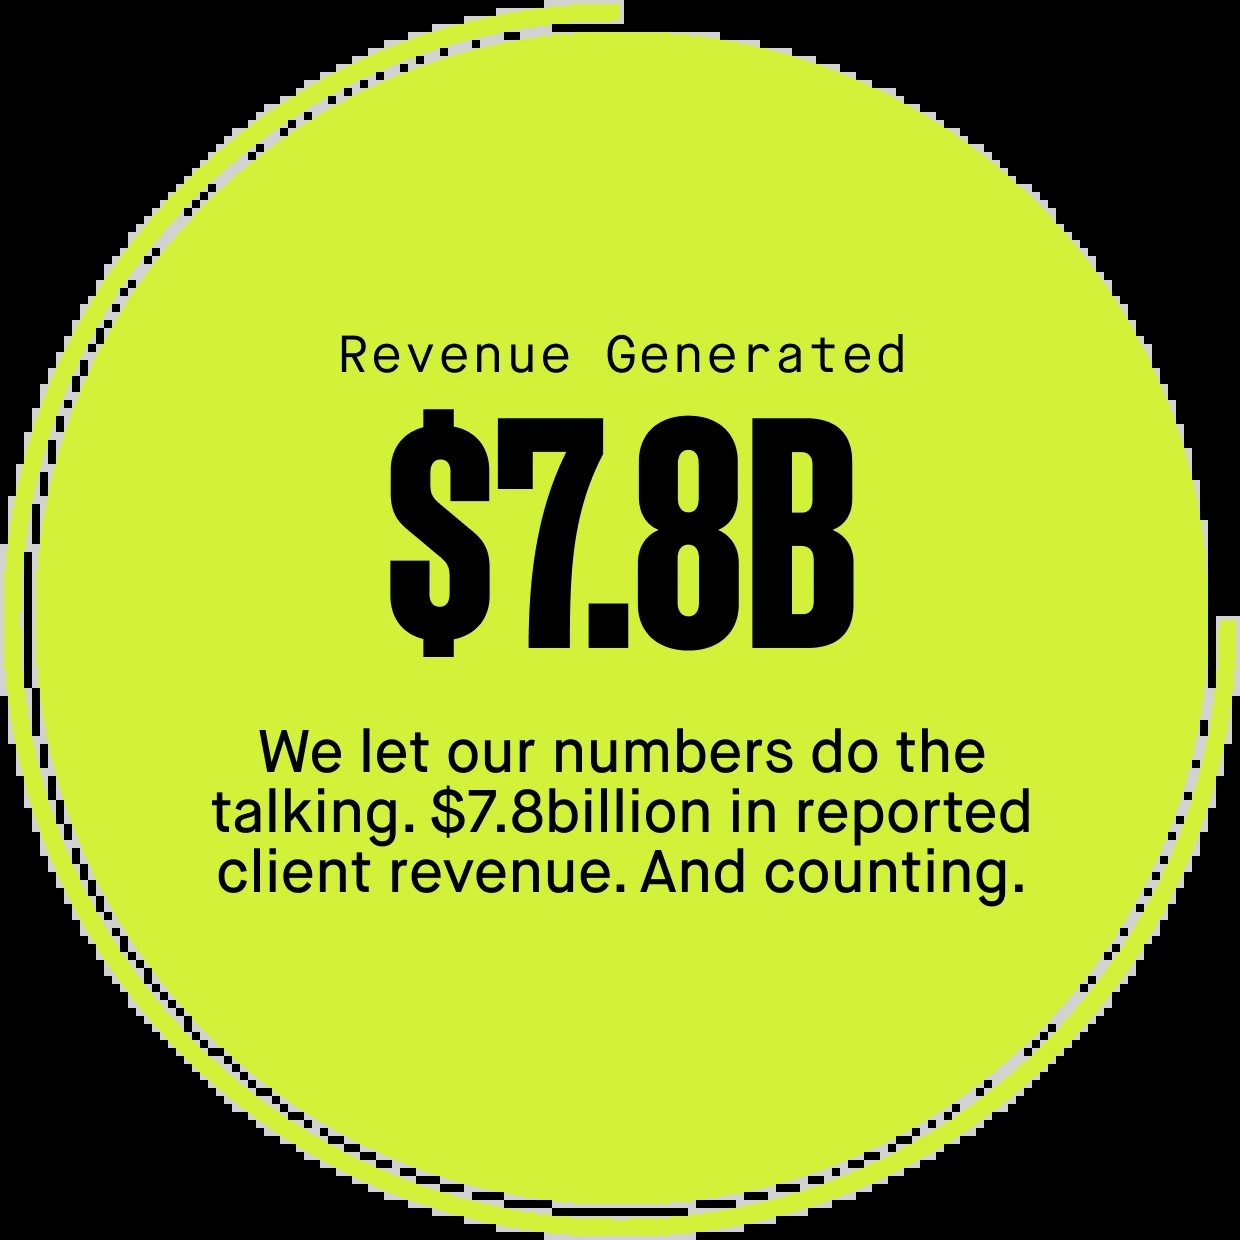 Revenue Generated
$7.8B
We let our numbers do the
talking. $7.8billion in reported
client revenue. And counting.